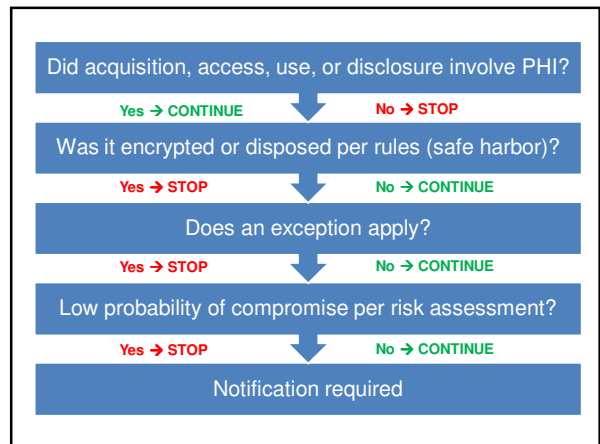 Did acquisition, access, use, or disclosure involve PHI?
Yes → CONTINUE No → STOP
Was it encrypted or disposed per rules (safe harbor)?
Yes → STOP No → CONTINUE
Does an exception apply?
Yes → STOP No → CONTINUE
Low probability of compromise per risk assessment?
Yes → STOP No → CONTINUE
Notification required